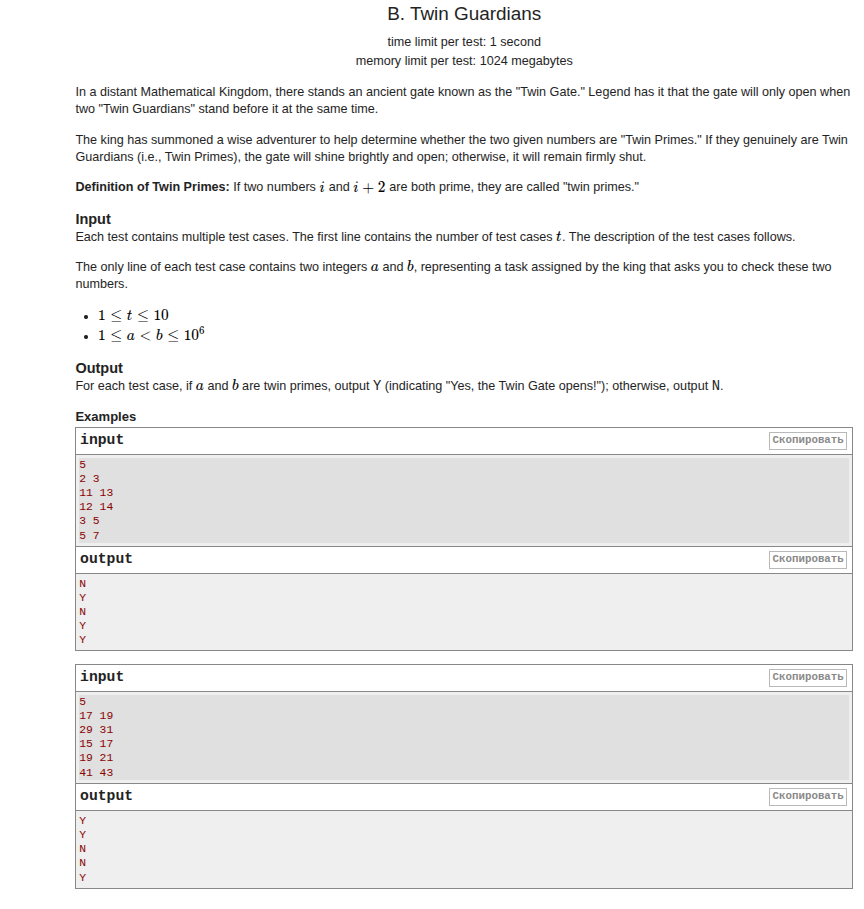 B. Twin Guardians
time limit per test: 1 second
memory limit per test: 1024 megabytes
In a distant Mathematical Kingdom, there stands an ancient gate known as the "Twin Gate." Legend has it that the gate will only open when
two "Twin Guardians" stand before it at the same time.
The king has summoned a wise adventurer to help determine whether the two given numbers are "Twin Primes." If they genuinely are Twin
Guardians (i.e., Twin Primes), the gate will shine brightly and open; otherwise, it will remain firmly shut.
Definition of Twin Primes: If two numbers i and i + 2 are both prime, they are called "twin primes."
Input
Each test contains multiple test cases. The first line contains the number of test cases t. The description of the test cases follows.
The only line of each test case contains two integers a and b, representing a task assigned by the king that asks you to check these two
numbers.
• 1 ≤ t ≤ 10
• 1 ≤ a < b ≤ 10⁶
Output
For each test case, if a and b are twin primes, output Y (indicating "Yes, the Twin Gate opens!"); otherwise, output N.
Examples
input Скопировать
5
2 3
11 13
12 14
3 5
5 7
output Скопировать
N
Y
N
Y
Y
input Скопировать
5
17 19
29 31
15 17
19 21
41 43
output Скопировать
Y
Y
N
N
Y